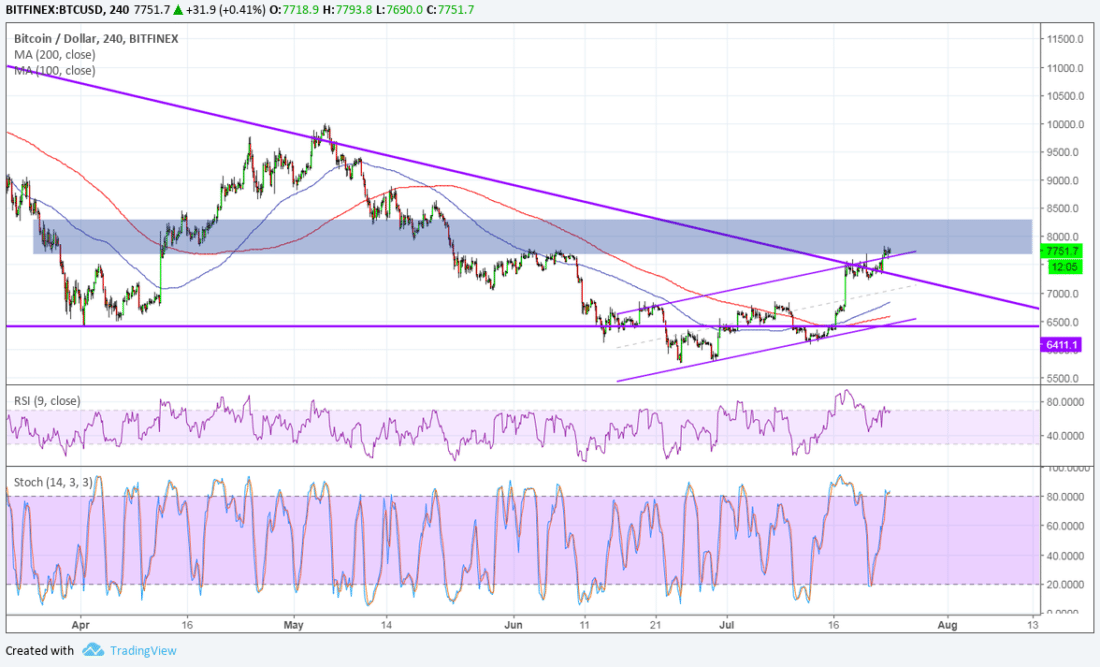 BITFINEX:BTCUSD, 240 7751.7 ▲ +31.9 (+0.41%) O:7718.9 H:7793.8 L:7690.0 C:7751.7
Bitcoin / Dollar, 240, BITFINEX
MA (200, close)
MA (100, close)
11500.0
11000.0
10500.0
10000.0
9500.0
9000.0
8500.0
8000.0
7751.7
12:05
7000.0
6500.0
6411.1
5500.0
RSI (9, close)
80.0000
40.0000
Stoch (14, 3, 3)
100.0000
80.0000
60.0000
40.0000
20.0000
0.0000
Apr 16 May 14 Jun 11 21 Jul 16 Aug 13
Created with TradingView